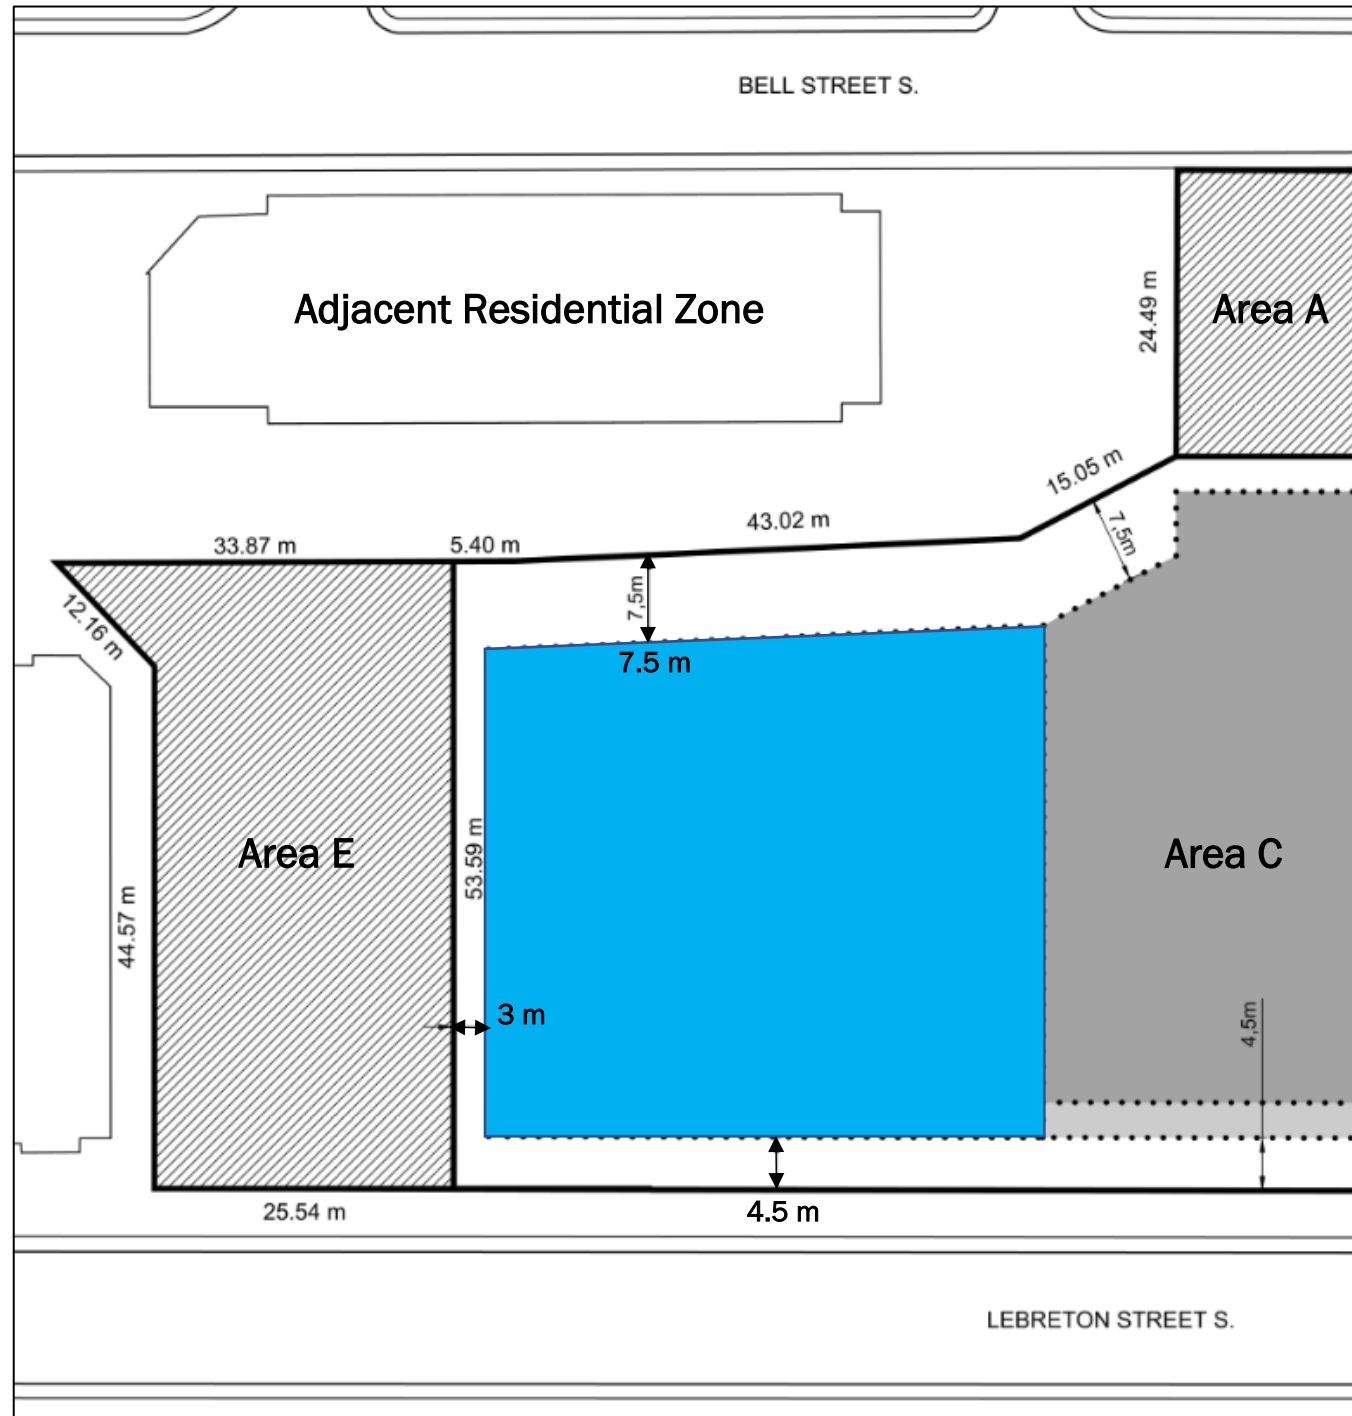 BELL STREET S.
Adjacent Residential Zone
24.49 m
Area A
15.05 m
7,5m
43.02 m
33.87 m
5.40 m
12.16 m
7,5m
7.5 m
Area E
53.59 m
Area C
44.57 m
3 m
4,5m
25.54 m
4.5 m
LEBRETON STREET S.